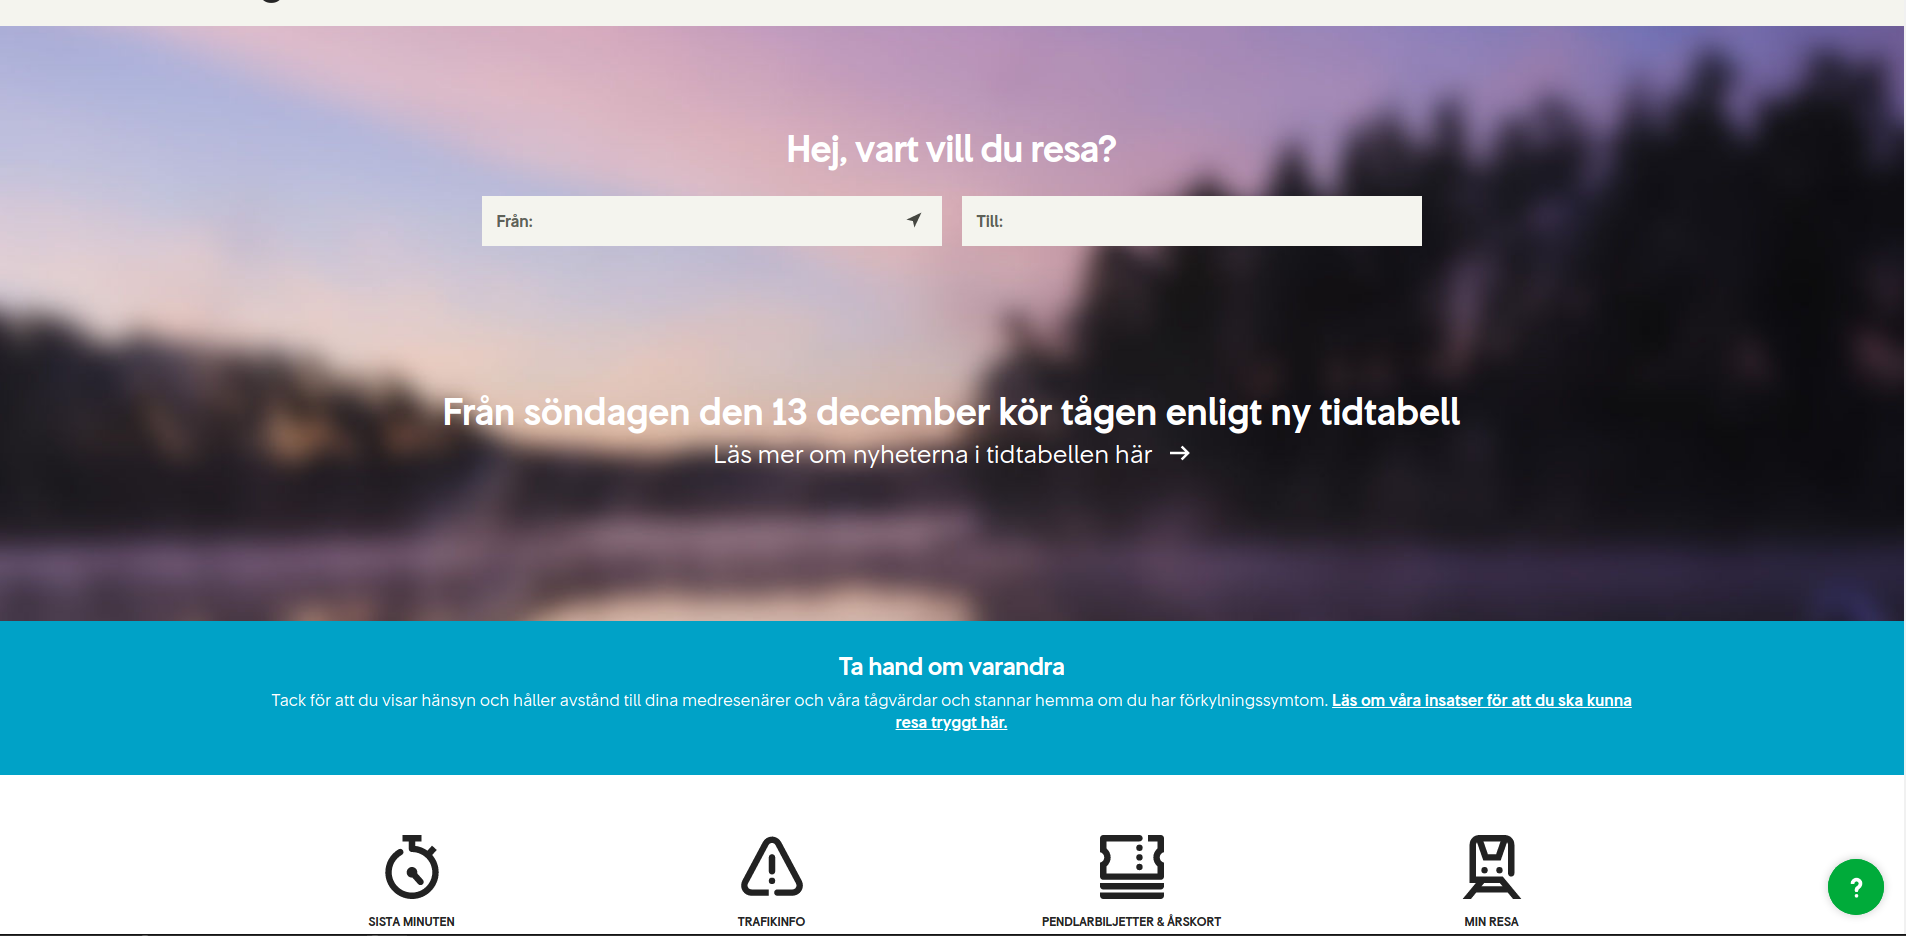 Hej, vart vill du resa?
Från:
Till:
Från söndagen den 13 december kör tågen enligt ny tidtabell
Läs mer om nyheterna i tidtabellen här →
Ta hand om varandra
Tack för att du visar hänsyn och håller avstånd till dina medresenärer och våra tågvärdar och stannar hemma om du har förkylningssymtom. Läs om våra insatser för att du ska kunna
resa tryggt här.
SISTA MINUTEN
TRAFIKINFO
PENDLARBILJETTER & ÅRSKORT
MIN RESA
?